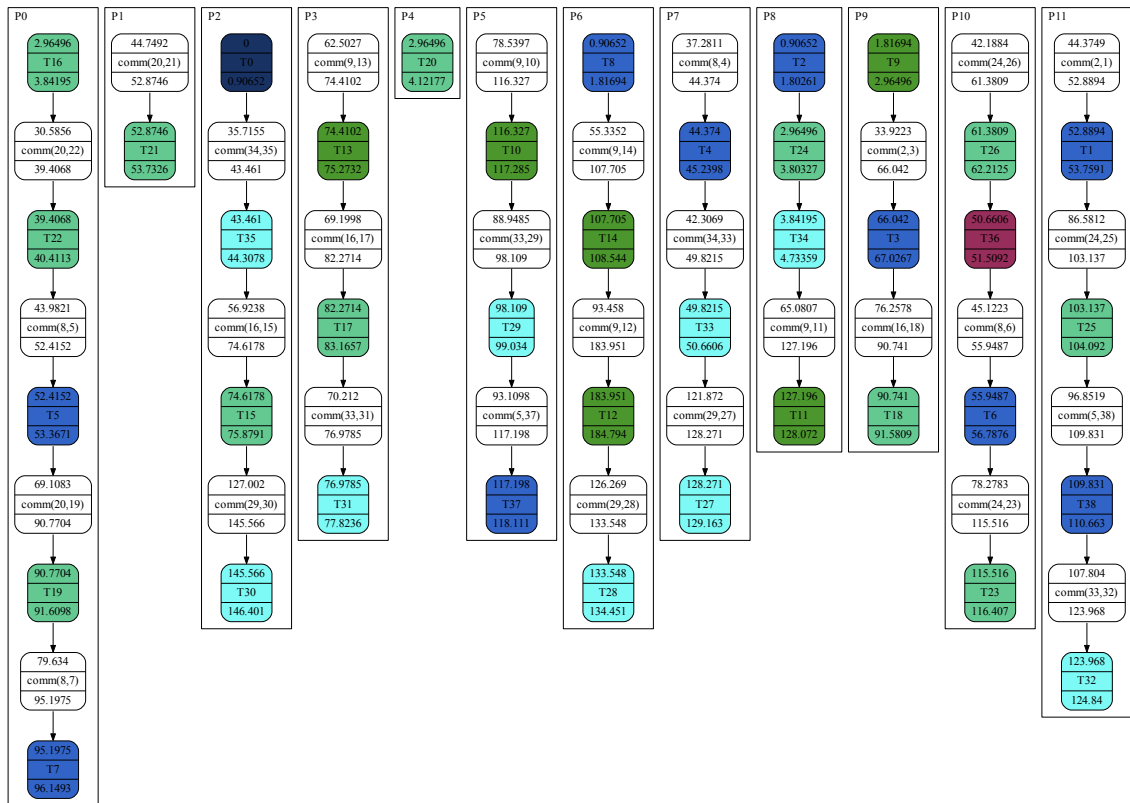 P0
2.96496
T16
3.84195
30.5856
comm(20,22)
39.4068
39.4068
T22
40.4113
43.9821
comm(8,5)
52.4152
52.4152
T5
53.3671
69.1083
comm(20,19)
90.7704
90.7704
T19
91.6098
79.634
comm(8,7)
95.1975
95.1975
T7
96.1493
P1
44.7492
comm(20,21)
52.8746
52.8746
T21
53.7326
P2
0
T0
0.90652
35.7155
comm(34,35)
43.461
43.461
T35
44.3078
56.9238
comm(16,15)
74.6178
74.6178
T15
75.8791
127.002
comm(29,30)
145.566
145.566
T30
146.401
P3
62.5027
comm(9,13)
74.4102
74.4102
T13
75.2732
69.1998
comm(16,17)
82.2714
82.2714
T17
83.1657
70.212
comm(33,31)
76.9785
76.9785
T31
77.8236
P4
2.96496
T20
4.12177
P5
78.5397
comm(9,10)
116.327
116.327
T10
117.285
88.9485
comm(33,29)
98.109
98.109
T29
99.034
93.1098
comm(5,37)
117.198
117.198
T37
118.111
P6
0.90652
T8
1.81694
55.3352
comm(9,14)
107.705
107.705
T14
108.544
93.458
comm(9,12)
183.951
183.951
T12
184.794
126.269
comm(29,28)
133.548
133.548
T28
134.451
P7
37.2811
comm(8,4)
44.374
44.374
T4
45.2398
42.3069
comm(34,33)
49.8215
49.8215
T33
50.6606
121.872
comm(29,27)
128.271
128.271
T27
129.163
P8
0.90652
T2
1.80261
2.96496
T24
3.80327
3.84195
T34
4.73359
65.0807
comm(9,11)
127.196
127.196
T11
128.072
P9
1.81694
T9
2.96496
33.9223
comm(2,3)
66.042
66.042
T3
67.0267
76.2578
comm(16,18)
90.741
90.741
T18
91.5809
P10
42.1884
comm(24,26)
61.3809
61.3809
T26
62.2125
50.6606
T36
51.5092
45.1223
comm(8,6)
55.9487
55.9487
T6
56.7876
78.2783
comm(24,23)
115.516
115.516
T23
116.407
P11
44.3749
comm(2,1)
52.8894
52.8894
T1
53.7591
86.5812
comm(24,25)
103.137
103.137
T25
104.092
96.8519
comm(5,38)
109.831
109.831
T38
110.663
107.804
comm(33,32)
123.968
123.968
T32
124.84